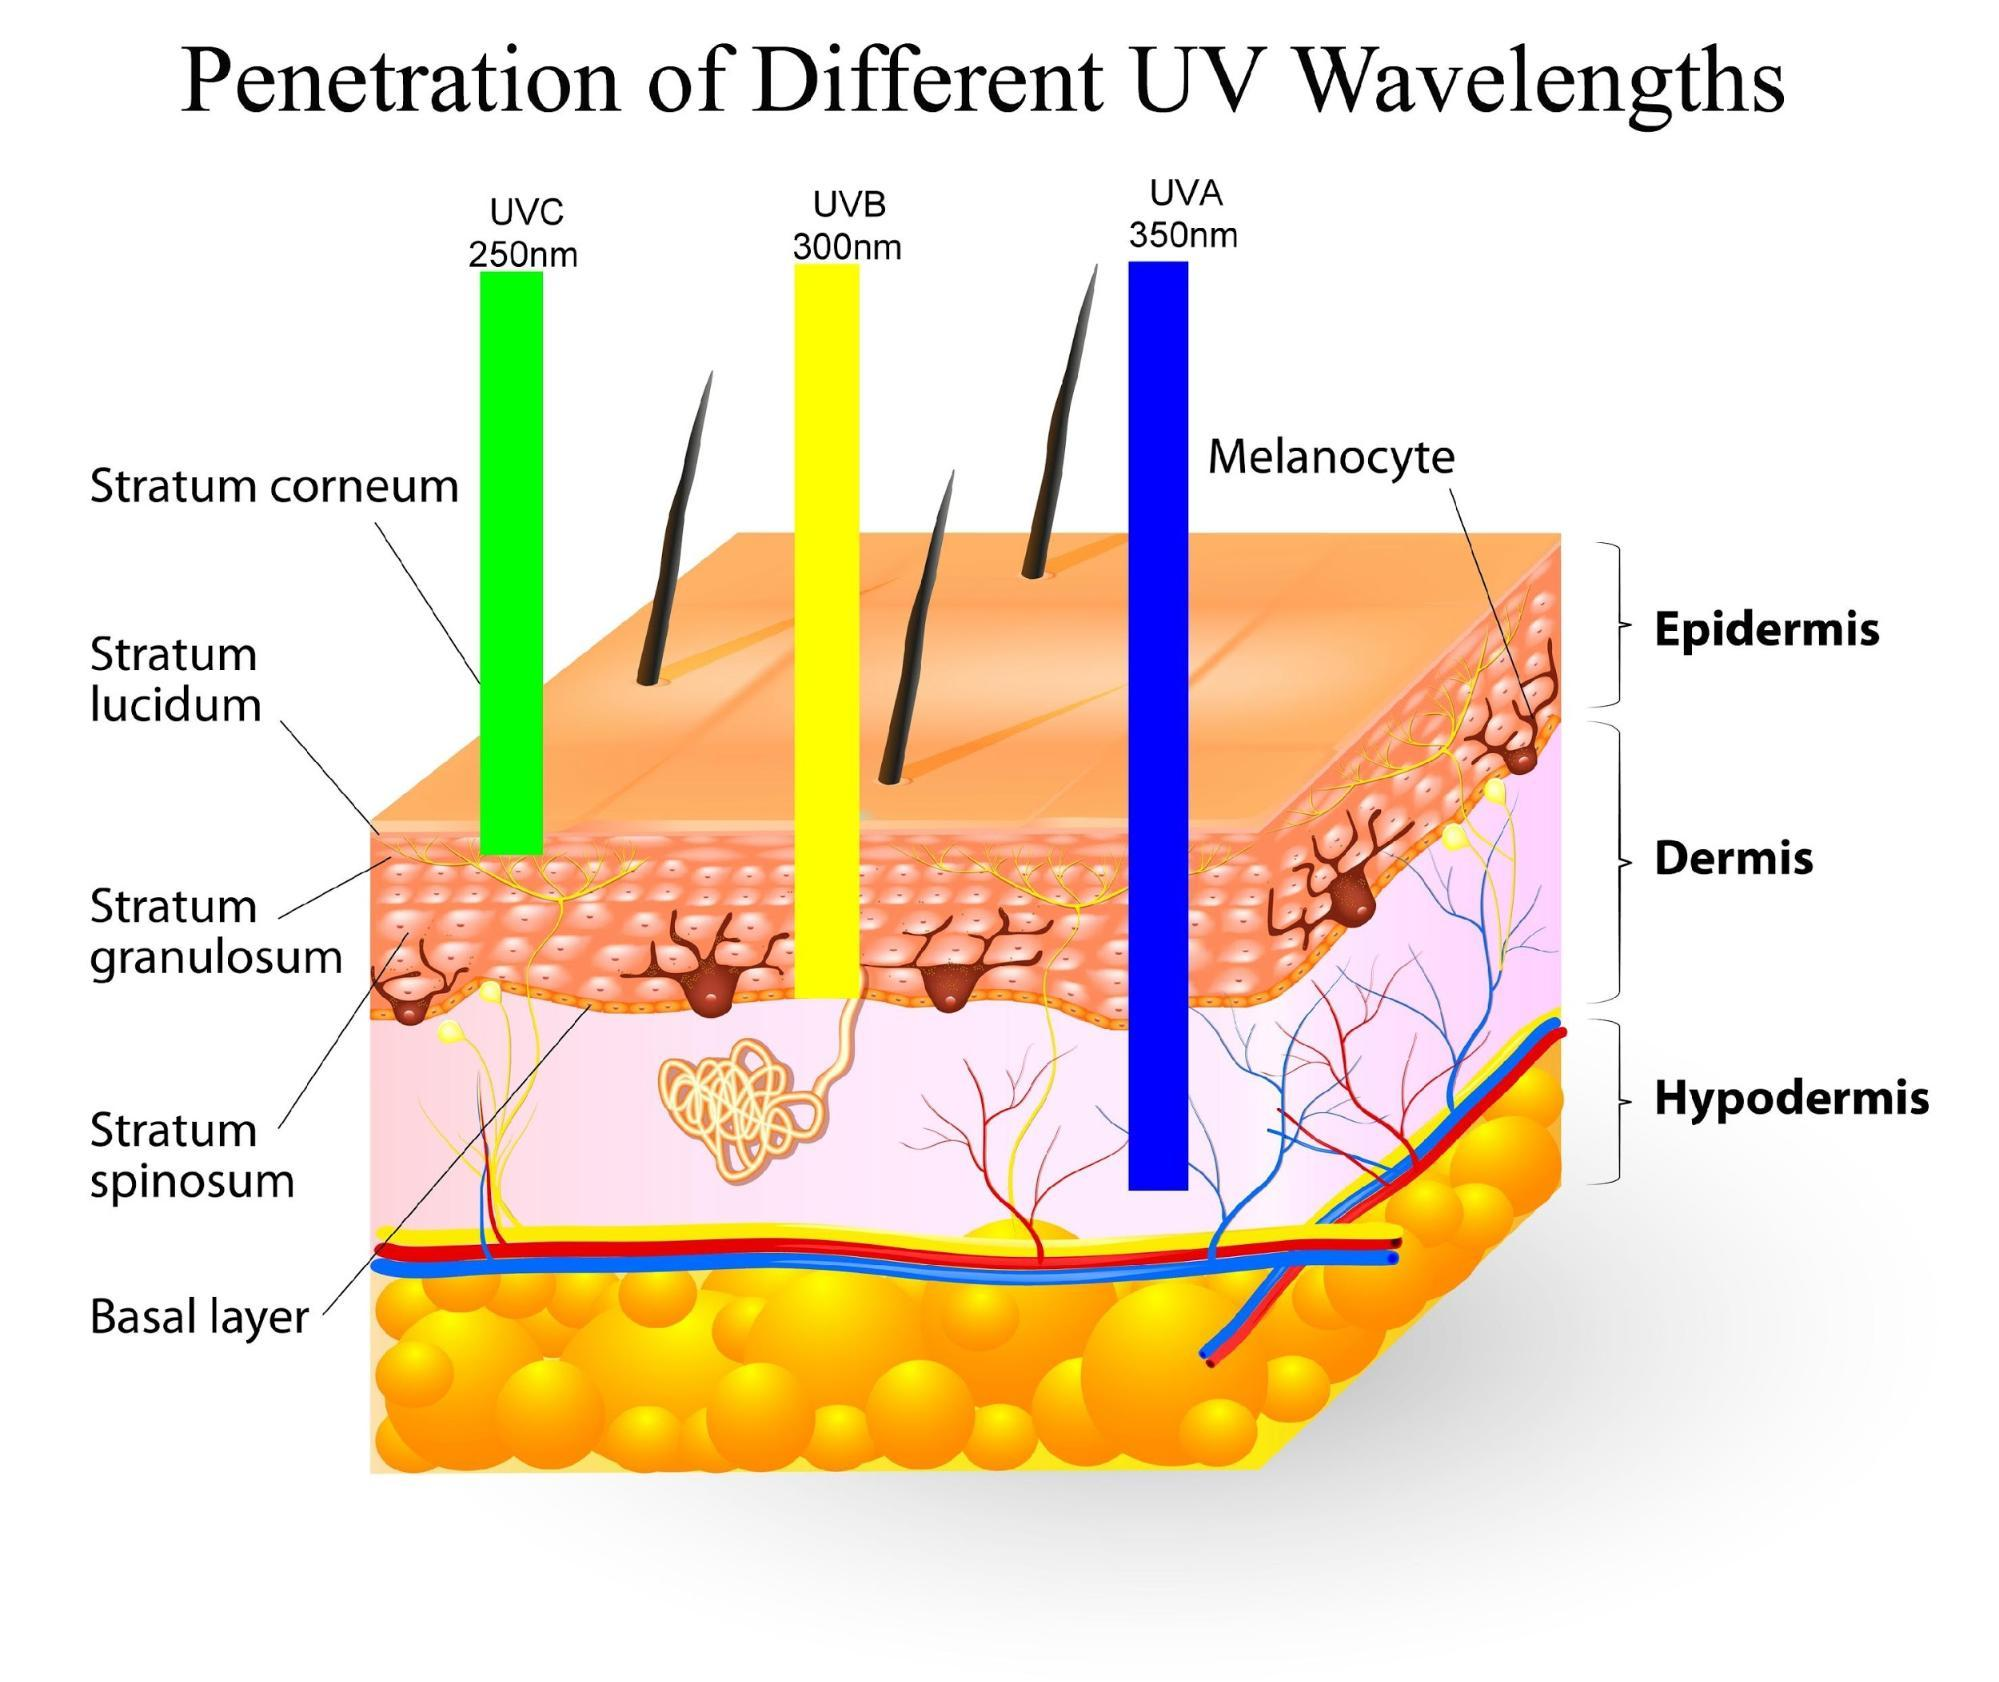 Penetration of Different UV Wavelengths
UVC
250nm
UVB
300nm
UVA
350nm
Melanocyte
Stratum corneum
Stratum
lucidum
Stratum
granulosum
Stratum
spinosum
Basal layer
Epidermis
Dermis
Hypodermis